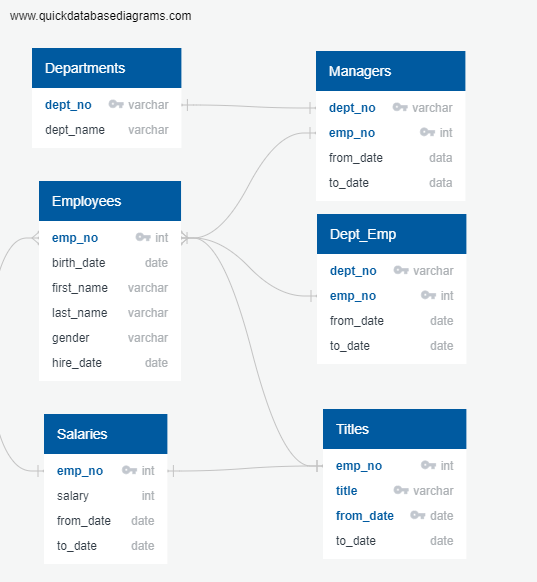 www.quickdatabasediagrams.com
Departments
dept_no varchar
dept_name varchar
Managers
dept_no varchar
emp_no int
from_date data
to_date data
Employees
emp_no int
birth_date date
first_name varchar
last_name varchar
gender varchar
hire_date date
Dept_Emp
dept_no varchar
emp_no int
from_date date
to_date date
Salaries
emp_no int
salary int
from_date date
to_date date
Titles
emp_no int
title varchar
from_date date
to_date date